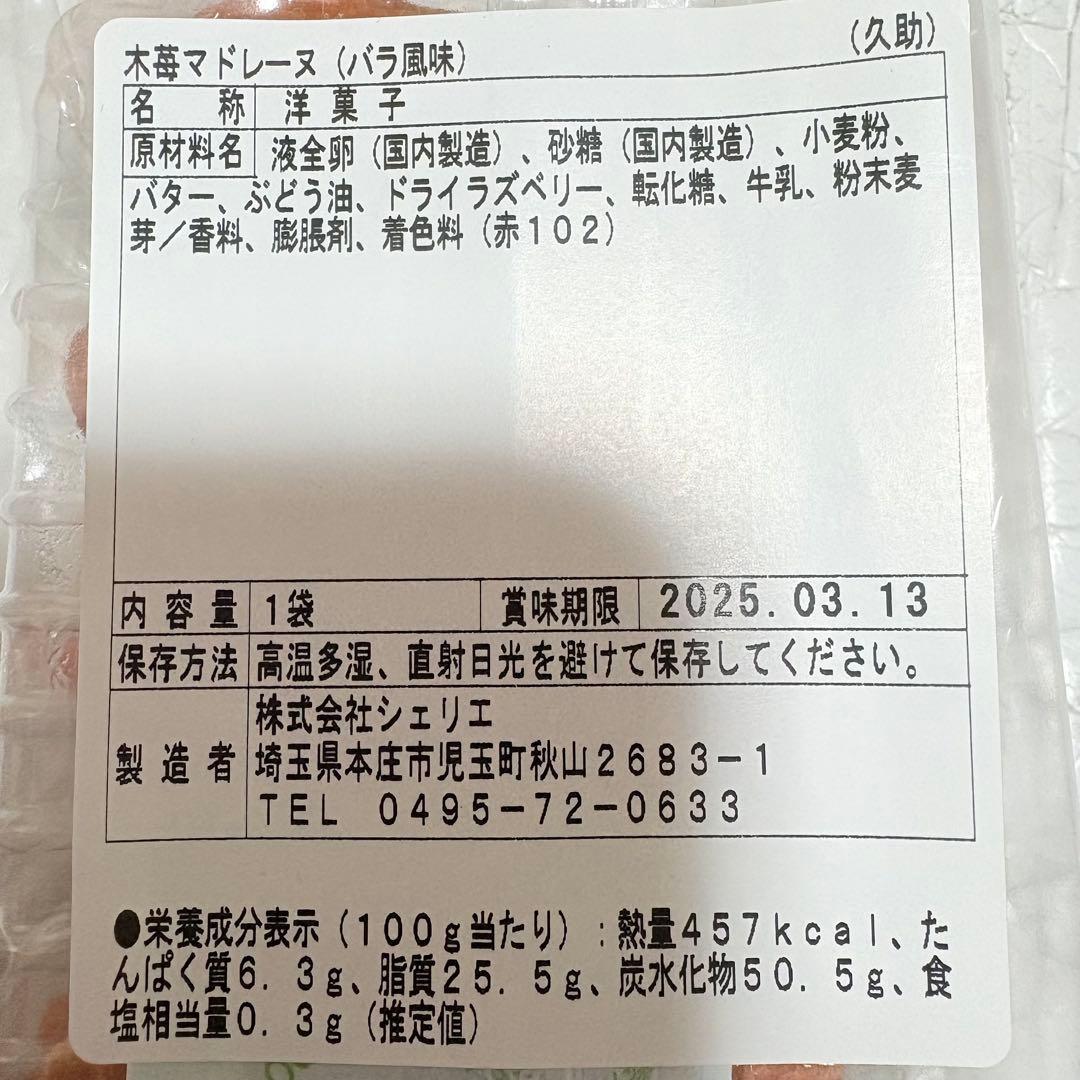 木苺マドレーヌ（バラ風味）
（久助）
名称 洋菓子
原材料名 液全卵（国内製造）、砂糖（国内製造）、小麦粉、
バター、ぶどう油、ドライラズベリー、転化糖、牛乳、粉末麦
芽／香料、膨脹剤、着色料（赤１０２）
内容量 １袋 賞味期限 2025.03.13
保存方法 高温多湿、直射日光を避けて保存してください。
株式会社シェリエ
製造者 埼玉県本庄市児玉町秋山２６８３－１
ＴＥＬ ０４９５－７２－０６３３
●栄養成分表示（１００ｇ当たり）：熱量４５７ｋｃａｌ、た
んぱく質６．３ｇ、脂質２５．５ｇ、炭水化物５０．５ｇ、食
塩相当量０．３ｇ（推定値）